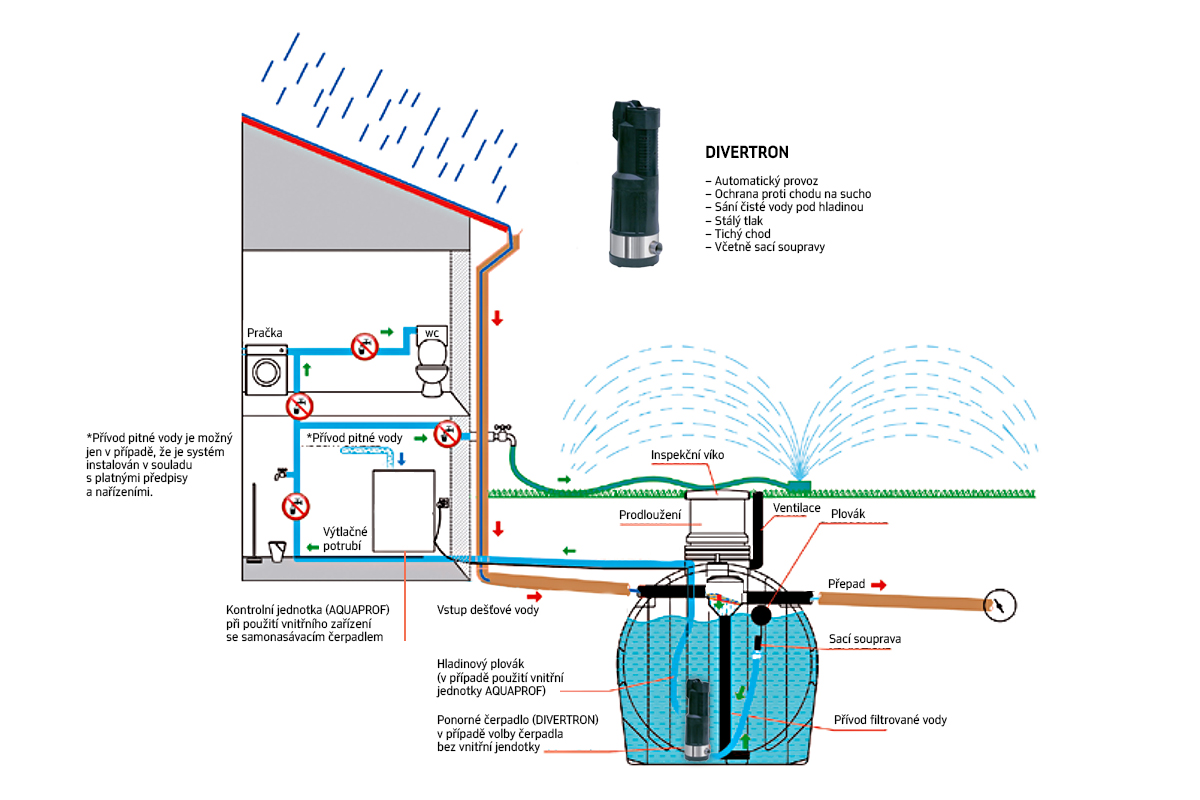 DIVERTRON
– Automatický provoz
– Ochrana proti chodu na sucho
– Sání čisté vody pod hladinou
– Stálý tlak
– Tichý chod
– Včetně sací soupravy
Pračka
WC
*Přívod pitné vody je možný
jen v případě, že je systém
instalován v souladu
s platnými předpisy
a nařízeními.
*Přívod pitné vody
Výtlačné
potrubí
Inspekční víko
Prodloužení
Ventilace
Plovák
Přepad
Kontrolní jednotka (AQUAPROF)
při použití vnitřního zařízení
se samonasávacím čerpadlem
Vstup dešťové vody
Sací souprava
Hladinový plovák
(v případě použití vnitřní
jednotky AQUAPROF)
Ponorné čerpadlo (DIVERTRON)
v případě volby čerpadla
bez vnitřní jendotky
Přívod filtrované vody